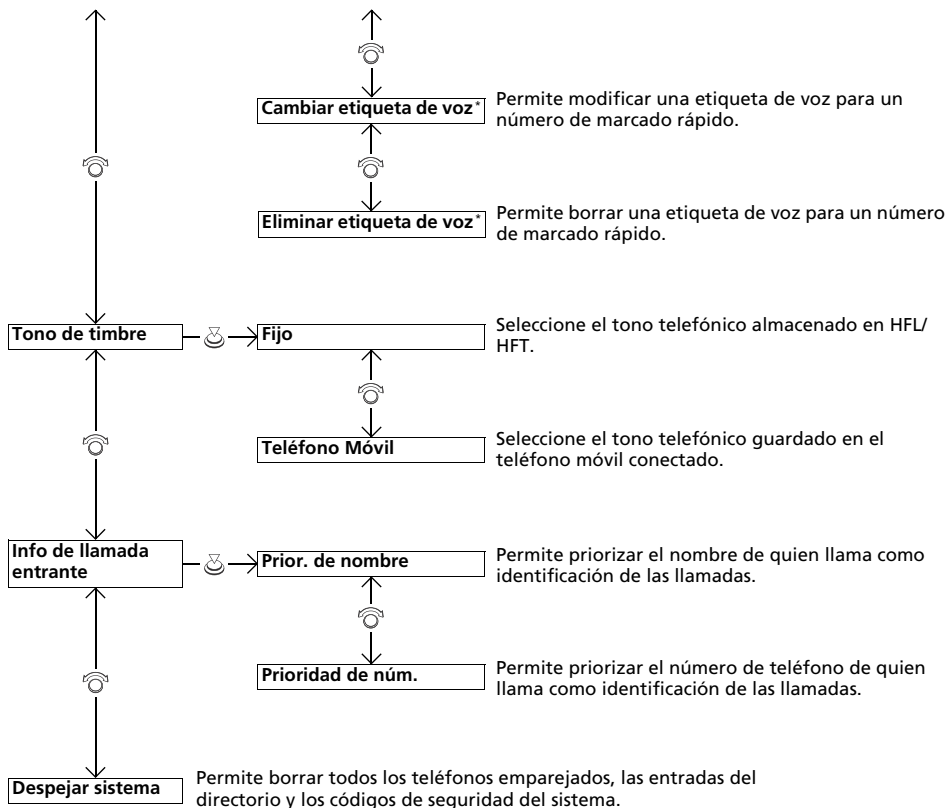 Cambiar etiqueta de voz*
Permite modificar una etiqueta de voz para un
número de marcado rápido.
Eliminar etiqueta de voz*
Permite borrar una etiqueta de voz para un número
de marcado rápido.
Tono de timbre
Fijo
Seleccione el tono telefónico almacenado en HFL/
HFT.
Teléfono Móvil
Seleccione el tono telefónico guardado en el
teléfono móvil conectado.
Info de llamada
entrante
Prior. de nombre
Permite priorizar el nombre de quien llama como
identificación de las llamadas.
Prioridad de núm.
Permite priorizar el número de teléfono de quien
llama como identificación de las llamadas.
Despejar sistema
Permite borrar todos los teléfonos emparejados, las entradas del
directorio y los códigos de seguridad del sistema.